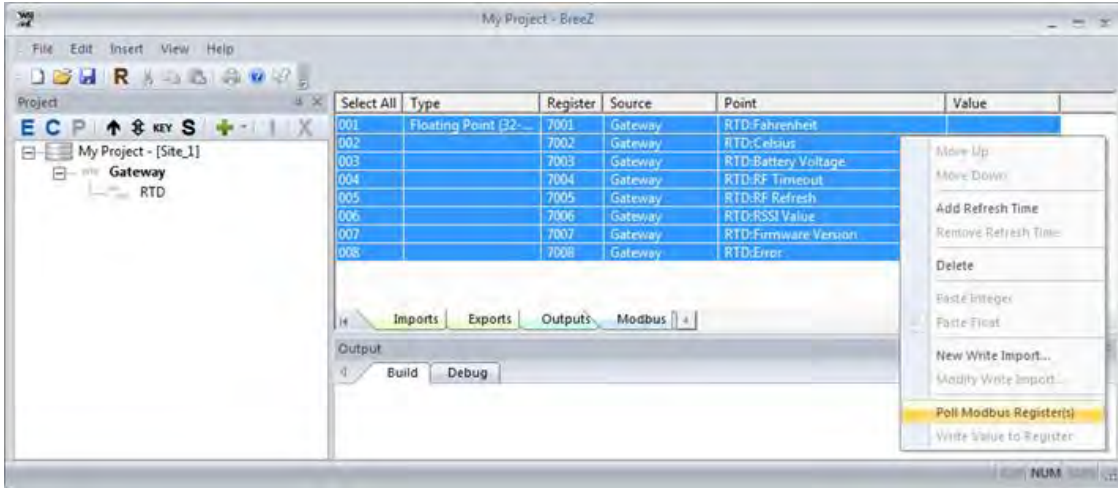 My Project - BreeZ
File Edit Insert View Help
R
Project
E C P KEY S X
My Project - [Site_1]
Gateway
RTD
Select All Type Register Source Point Value
001 Floating Point (32-... 7001 Gateway RTD:Fahrenheit
002 7002 Gateway RTD:Celsius
003 7003 Gateway RTD:Battery Voltage
004 7004 Gateway RTD:RF Timeout
005 7005 Gateway RTD:RF Refresh
006 7006 Gateway RTD:RSSI Value
007 7007 Gateway RTD:Firmware Version
008 7008 Gateway RTD:Error
Imports Exports Outputs Modbus
Output
Build Debug
Move Up
Move Down
Add Refresh Time
Remove Refresh Time
Delete
Paste Integer
Paste Float
New Write Import...
Modify Write Import...
Poll Modbus Register(s)
Write Value to Register
NUM